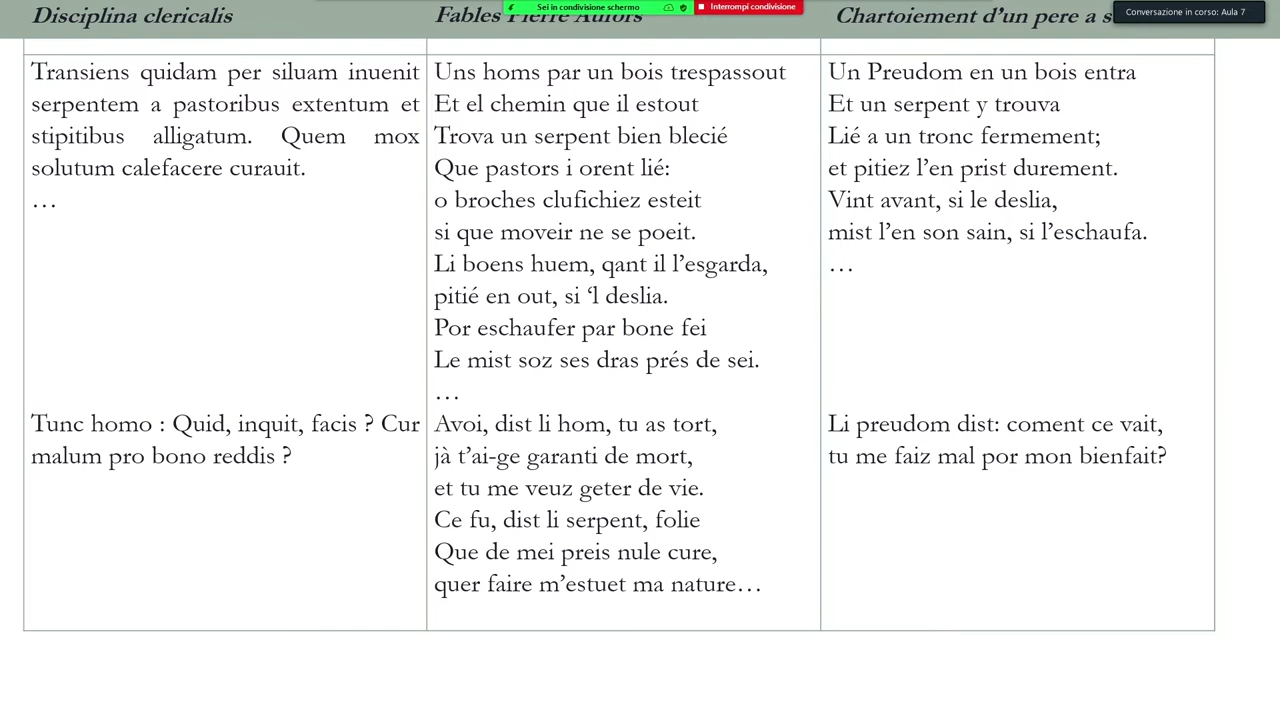 Sei in condivisione schermo
Interrompi condivisione
Conversazione in corso: Aula 7
Disciplina clericalis
Fables Pierre Aufors
Chartoiement d'un pere a
Transiens quidam per siluam inuenit
serpentem a pastoribus extentum et
stipitibus alligatum. Quem mox
solutum calefacere curauit.
…
Tunc homo : Quid, inquit, facis ? Cur
malum pro bono reddis ?
Uns homs par un bois trespassout
Et el chemin que il estout
Trova un serpent bien blecié
Que pastors i orent lié:
o broches clufichiez esteit
si que moveir ne se poeit.
Li boens huem, qant il l'esgarda,
pitié en out, si 'l deslia.
Por eschaufer par bone fei
Le mist soz ses dras prés de sei.
…
Avoi, dist li hom, tu as tort,
jà t'ai-ge garanti de mort,
et tu me veuz geter de vie.
Ce fu, dist li serpent, folie
Que de mei preis nule cure,
quer faire m'estuet ma nature…
Un Preudom en un bois entra
Et un serpent y trouva
Lié a un tronc fermement;
et pitiez l'en prist durement.
Vint avant, si le deslia,
mist l'en son sain, si l'eschaufa.
…
Li preudom dist: coment ce vait,
tu me faiz mal por mon bienfait?